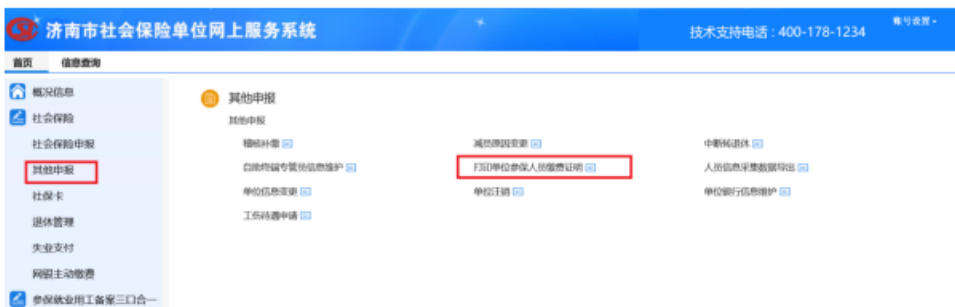 济南市社会保险单位网上服务系统
技术支持电话：400-178-1234
账号设置
首页 信息查询
概况信息
社会保险
社会保险申报
其他申报
社保卡
退休管理
失业支付
网银主动缴费
参保就业用工备案三口合一
其他申报
其他申报
稽核补缴 减员原因变更 中断转退休
自助终端专管员信息维护 打印单位参保人员缴费证明 人员信息采集数据导出
单位信息变更 单位注销 单位银行信息维护
工伤待遇申请